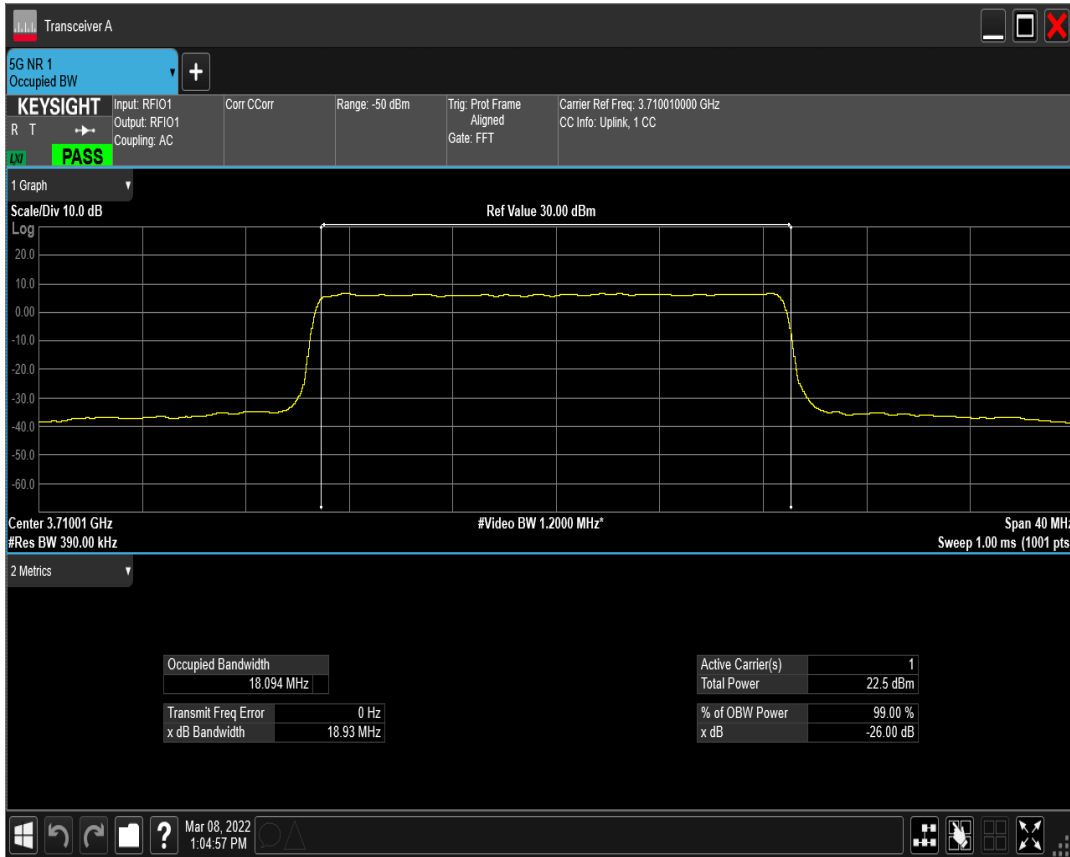 Transceiver A
5G NR 1
Occupied BW
KEYSIGHT
R T
LXI
PASS
Input: RFIO1
Output: RFIO1
Coupling: AC
Corr CCorr
Range: -50 dBm
Trig: Prot Frame
Aligned
Gate: FFT
Carrier Ref Freq: 3.710010000 GHz
CC Info: Uplink, 1 CC
1 Graph
Scale/Div 10.0 dB
Ref Value 30.00 dBm
Log
20.0
10.0
0.00
-10.0
-20.0
-30.0
-40.0
-50.0
-60.0
Center 3.71001 GHz
#Video BW 1.2000 MHz*
Span 40 MHz
#Res BW 390.00 kHz
Sweep 1.00 ms (1001 pts
2 Metrics
Occupied Bandwidth
18.094 MHz
Transmit Freq Error 0 Hz
x dB Bandwidth 18.93 MHz
Active Carrier(s) 1
Total Power 22.5 dBm
% of OBW Power 99.00 %
x dB -26.00 dB
?
Mar 08, 2022
1:04:57 PM